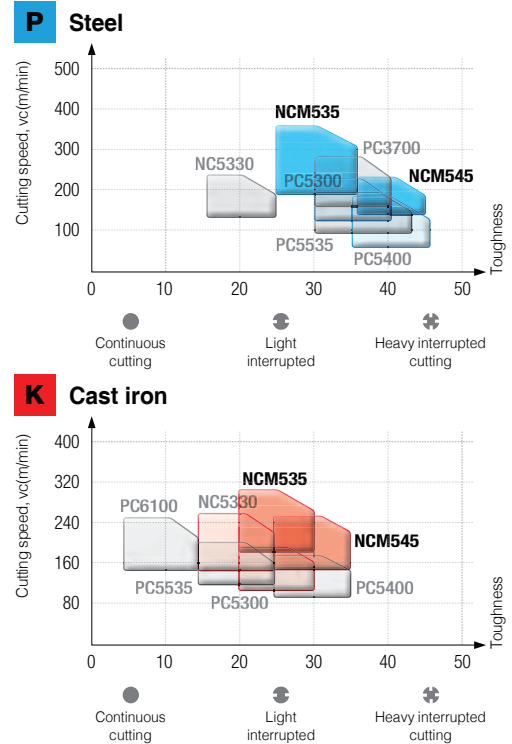 P Steel
Cutting speed, vc(m/min)
500
400
300
200
100
NCM535
PC3700
NC5330
PC5300
NCM545
PC5535
PC5400
Toughness
0 10 20 30 40 50
Continuous
cutting
Light
interrupted
Heavy interrupted
cutting
K Cast iron
Cutting speed, vc(m/min)
400
320
240
160
80
NCM535
PC6100
NC5330
NCM545
PC5535
PC5300
PC5400
Toughness
0 10 20 30 40 50
Continuous
cutting
Light
interrupted
Heavy interrupted
cutting